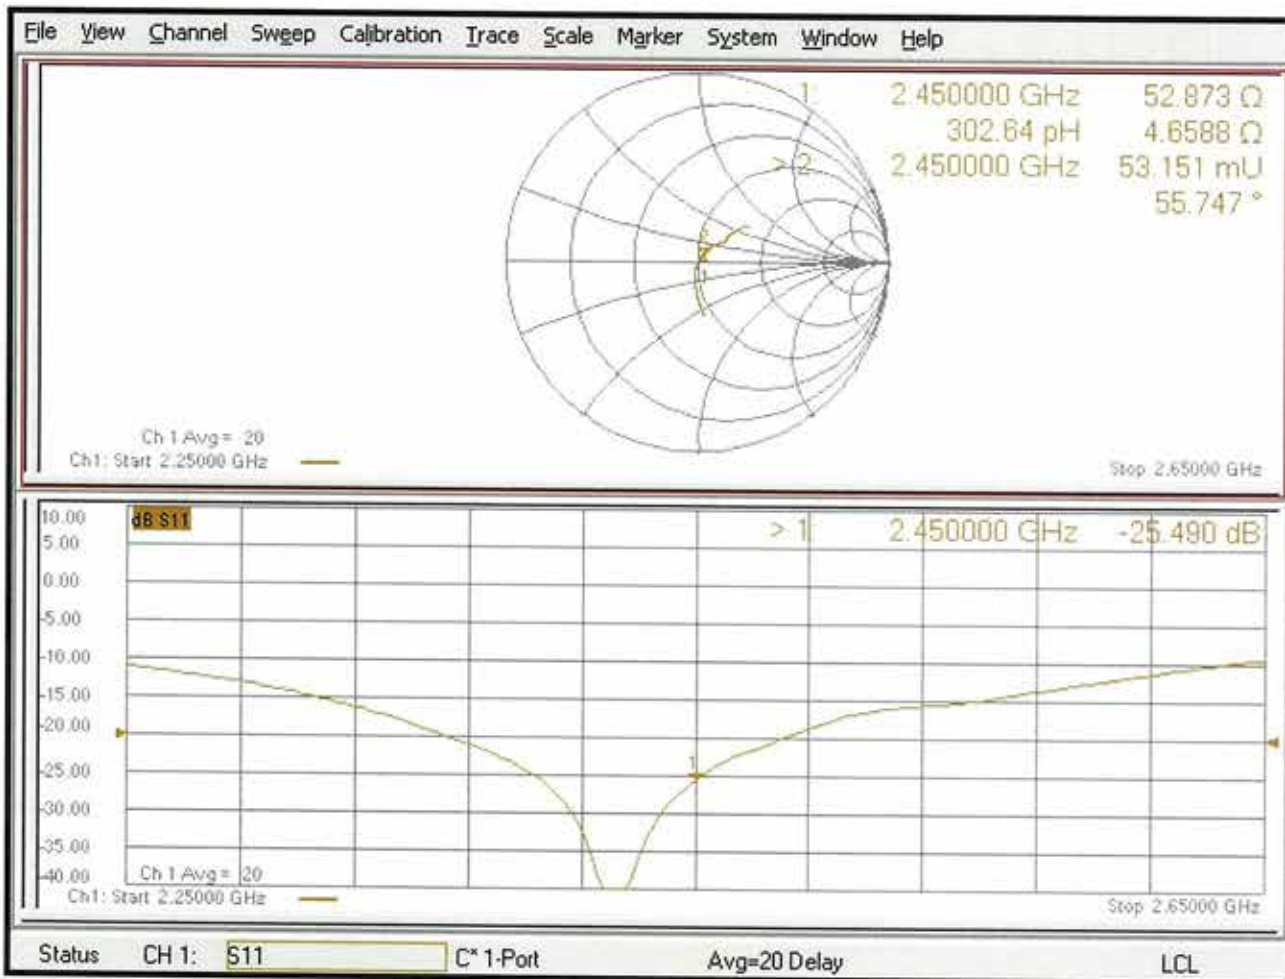 File View Channel Sweep Calibration Trace Scale Marker System Window Help
1: 2.450000 GHz 52.873 Ω
302.64 pH 4.6588 Ω
> 2: 2.450000 GHz 53.151 mU
55.747 °
Ch 1 Avg = 20
Ch1: Start 2.25000 GHz
Stop 2.65000 GHz
10.00
dB S11
> 1: 2.450000 GHz -25.490 dB
5.00
0.00
-5.00
-10.00
-15.00
-20.00
1
-25.00
-30.00
-35.00
-40.00
Ch 1 Avg = 20
Ch1: Start 2.25000 GHz
Stop 2.65000 GHz
Status CH 1: S11 C* 1-Port Avg=20 Delay LCL